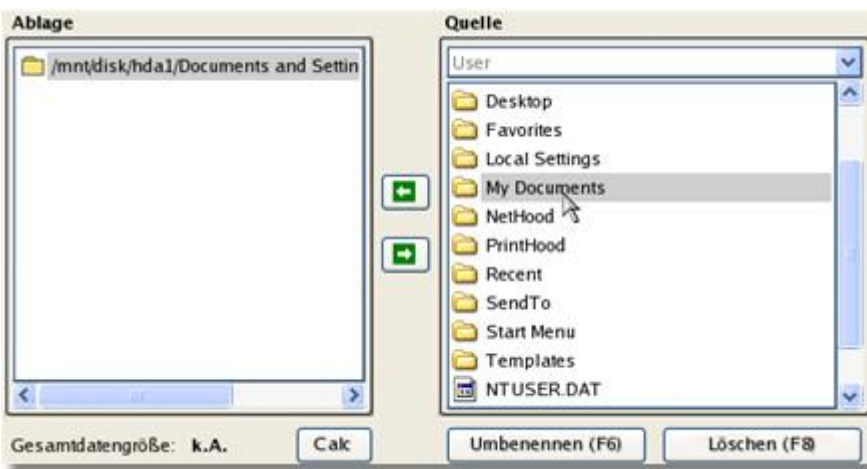 Ablage
/mnt/disk/hda1/Documents and Settin
Gesamtdatengröße: k.A.
Calc
Quelle
User
Desktop
Favorites
Local Settings
My Documents
NetHood
PrintHood
Recent
SendTo
Start Menu
Templates
NTUSER.DAT
Umbenennen (F6)
Löschen (F8)